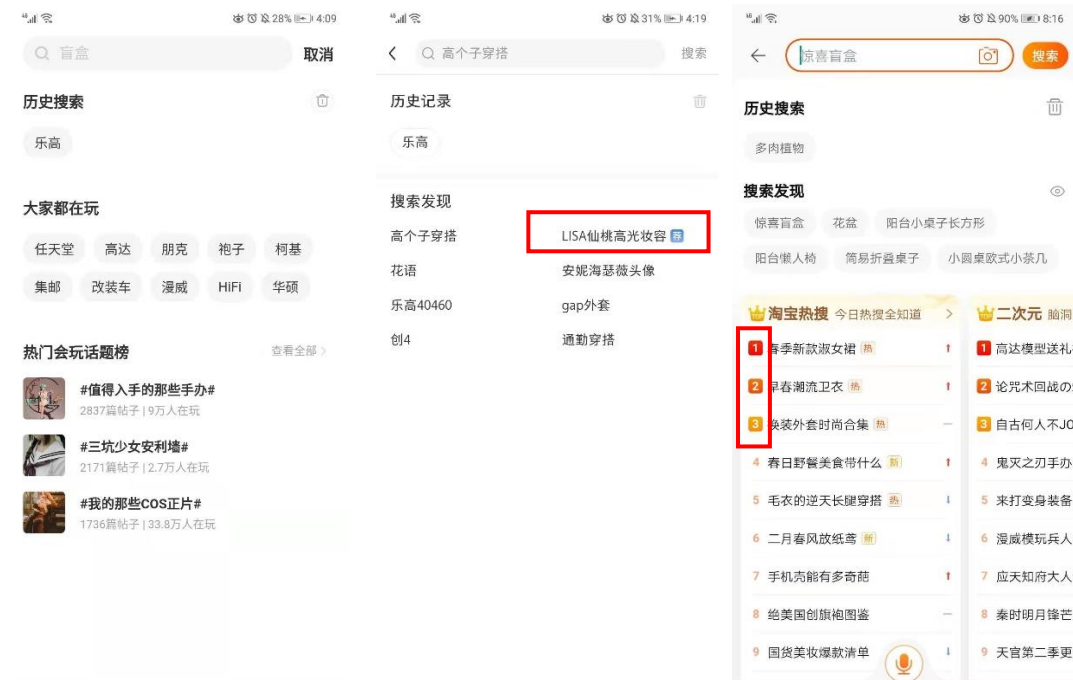 4:09
28%
盲盒
取消
历史搜索
乐高
大家都在玩
任天堂 高达 朋克 袍子 柯基
集邮 改装车 漫威 HiFi 华硕
热门会玩话题榜 查看全部
#值得入手的那些手办#
2837篇帖子 | 9万人在玩
#三坑少女安利墙#
2171篇帖子 | 2.7万人在玩
#我的那些COS正片#
1736篇帖子 | 33.8万人在玩
31% 4:19
高个子穿搭 搜索
历史记录
乐高
搜索发现
高个子穿搭 LISA仙桃高光妆容 荐
花语 安妮海瑟薇头像
乐高40460 gap外套
创4 通勤穿搭
90% 8:16
惊喜盲盒 搜索
历史搜索
多肉植物
搜索发现
惊喜盲盒 花盆 阳台小桌子长方形
阳台懒人椅 简易折叠桌子 小圆桌欧式小茶几
淘宝热搜 今日热搜全知道
1 春季新款淑女裙 热
2 早春潮流卫衣 热
3 换装外套时尚合集 热
4 春日野餐美食带什么 新
5 毛衣的逆天长腿穿搭 热
6 二月春风放纸鸢 新
7 手机壳能有多奇葩
8 绝美国创旗袍图鉴
9 国货美妆爆款清单
二次元 脑洞
1 高达模型送礼
2 论咒术回战の
3 自古何人不JO
4 鬼灭之刃手办
5 来打变身装备
6 漫威模玩兵人
7 应天知府大人
8 秦时明月锋芒
9 天官第二季更